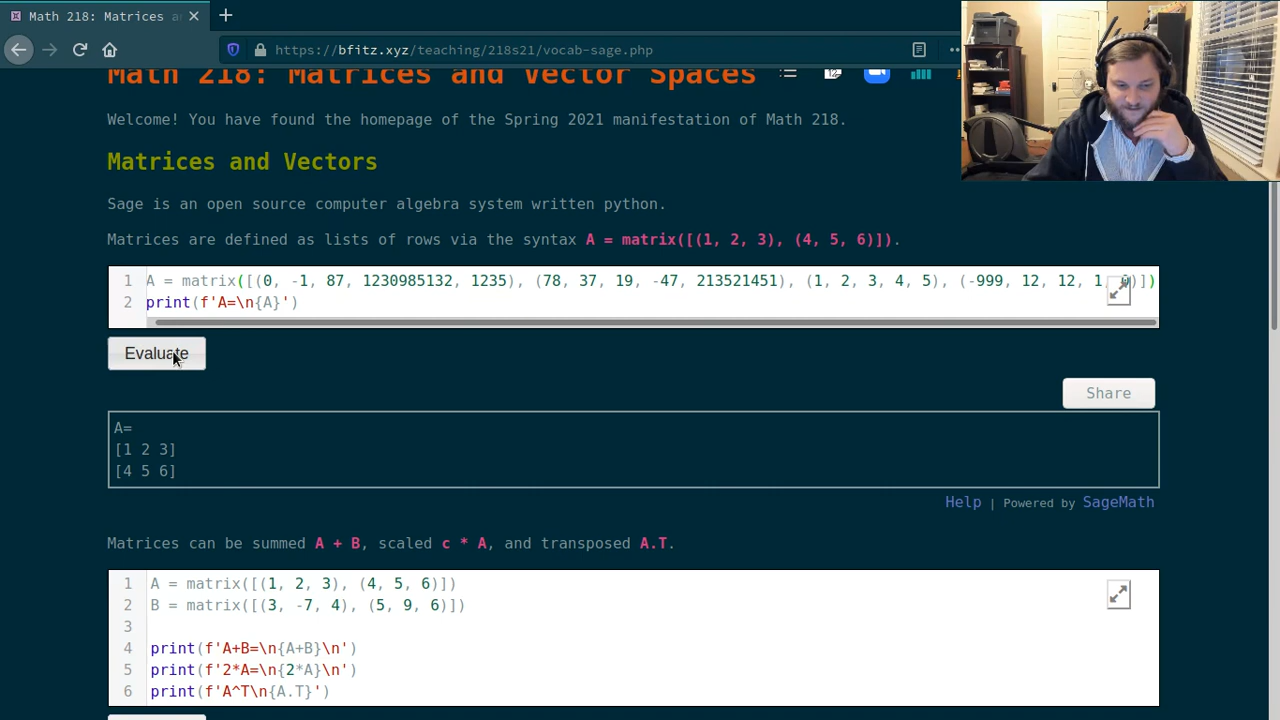 Math 218: Matrices a
https://bfitz.xyz/teaching/218s21/vocab-sage.php
Math 218: Matrices and Vector Spaces
12
Welcome! You have found the homepage of the Spring 2021 manifestation of Math 218.
Matrices and Vectors
Sage is an open source computer algebra system written python.
Matrices are defined as lists of rows via the syntax A = matrix([(1, 2, 3), (4, 5, 6)]).
1 A = matrix([(0, -1, 87, 1230985132, 1235), (78, 37, 19, -47, 213521451), (1, 2, 3, 4, 5), (-999, 12, 12, 1, )])
2 print(f'A=\n{A}')
Evaluate
Share
A=
[1 2 3]
[4 5 6]
Help | Powered by SageMath
Matrices can be summed A + B, scaled c * A, and transposed A.T.
1 A = matrix([(1, 2, 3), (4, 5, 6)])
2 B = matrix([(3, -7, 4), (5, 9, 6)])
3
4 print(f'A+B=\n{A+B}\n')
5 print(f'2*A=\n{2*A}\n')
6 print(f'A^T\n{A.T}')